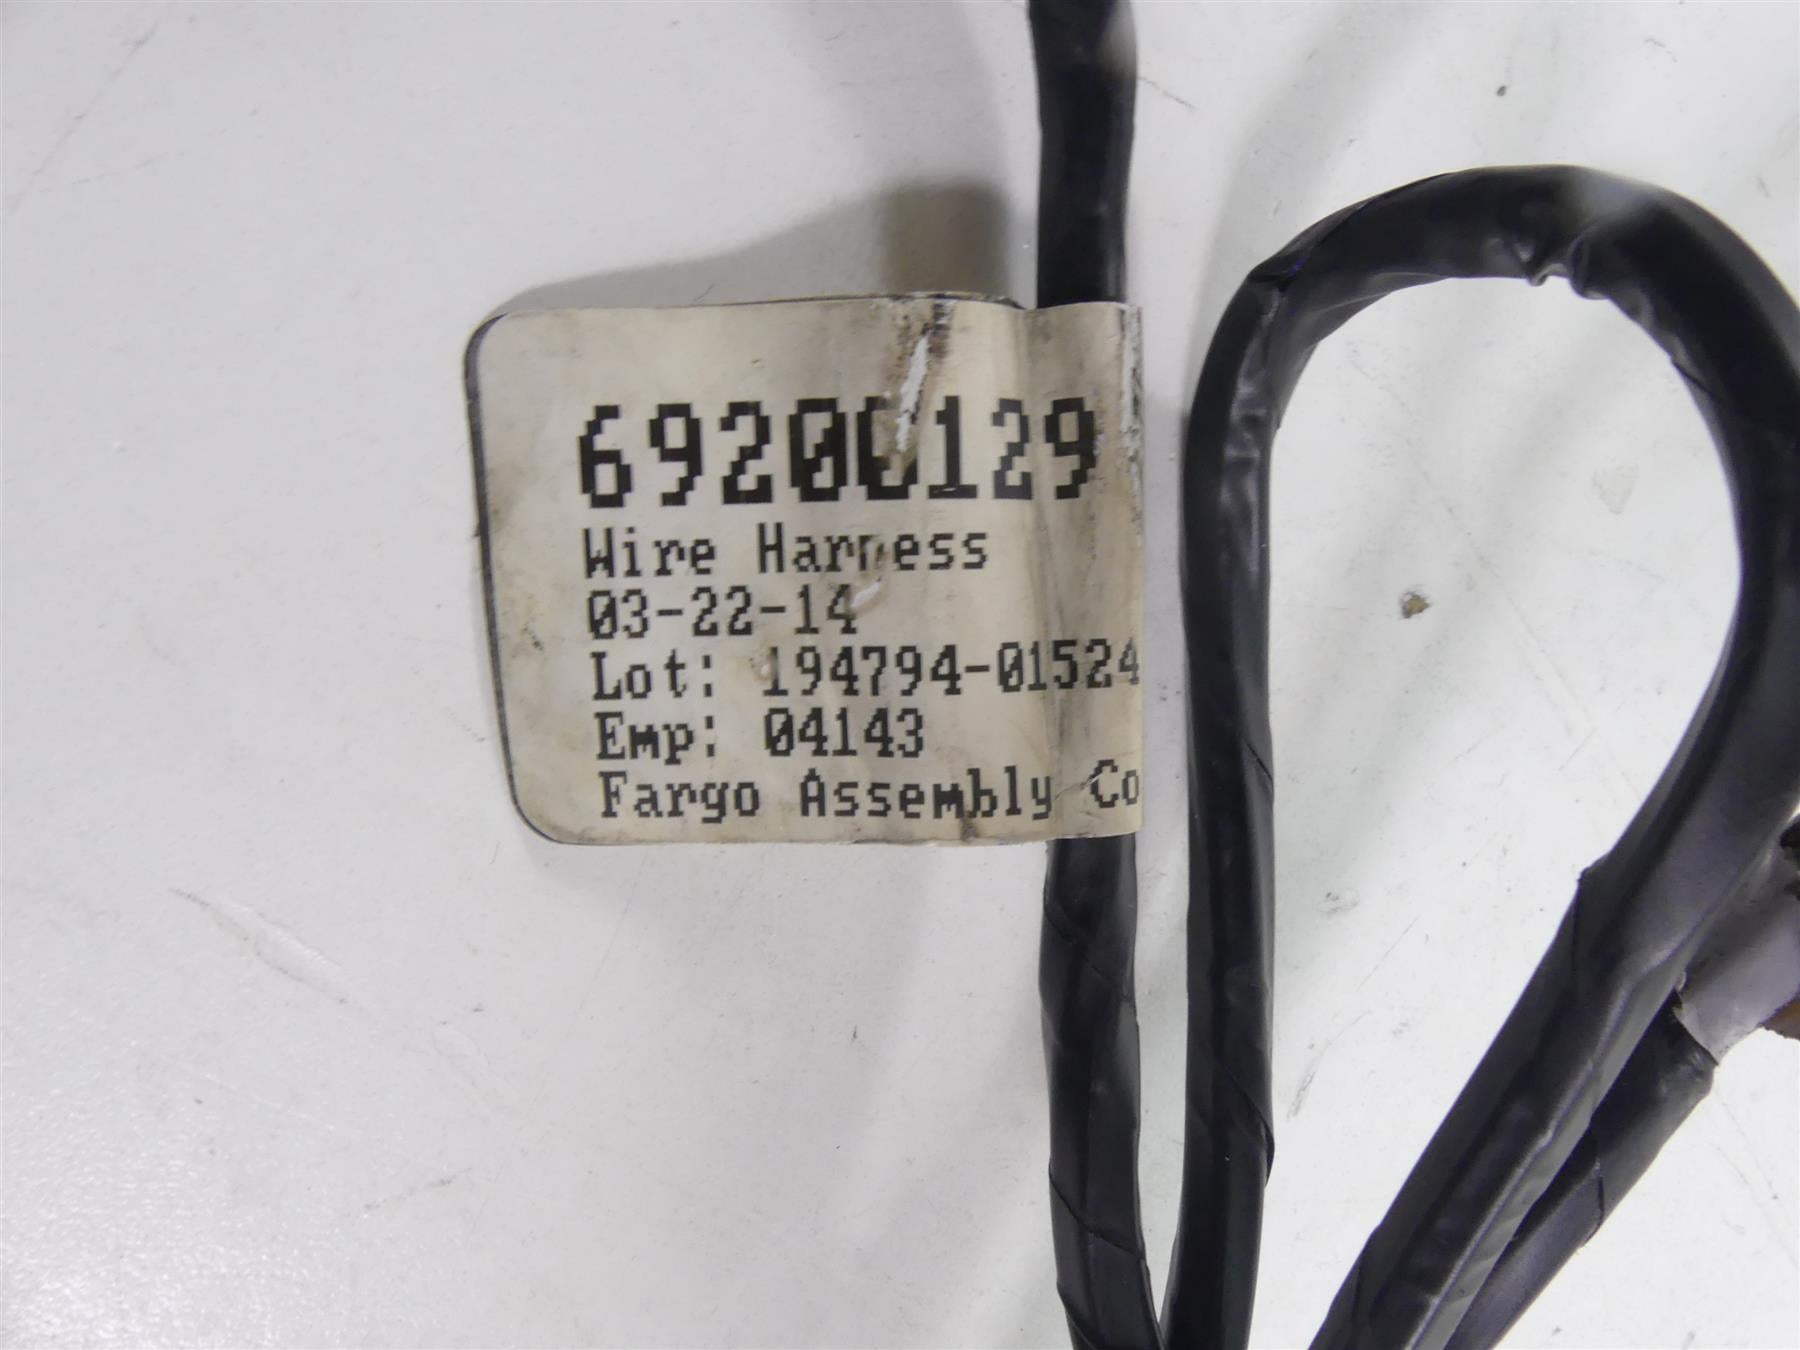 69200129
Wire Harness
03-22-14
Lot: 194794-01524
Emp: 04143
Fargo Assembly Co